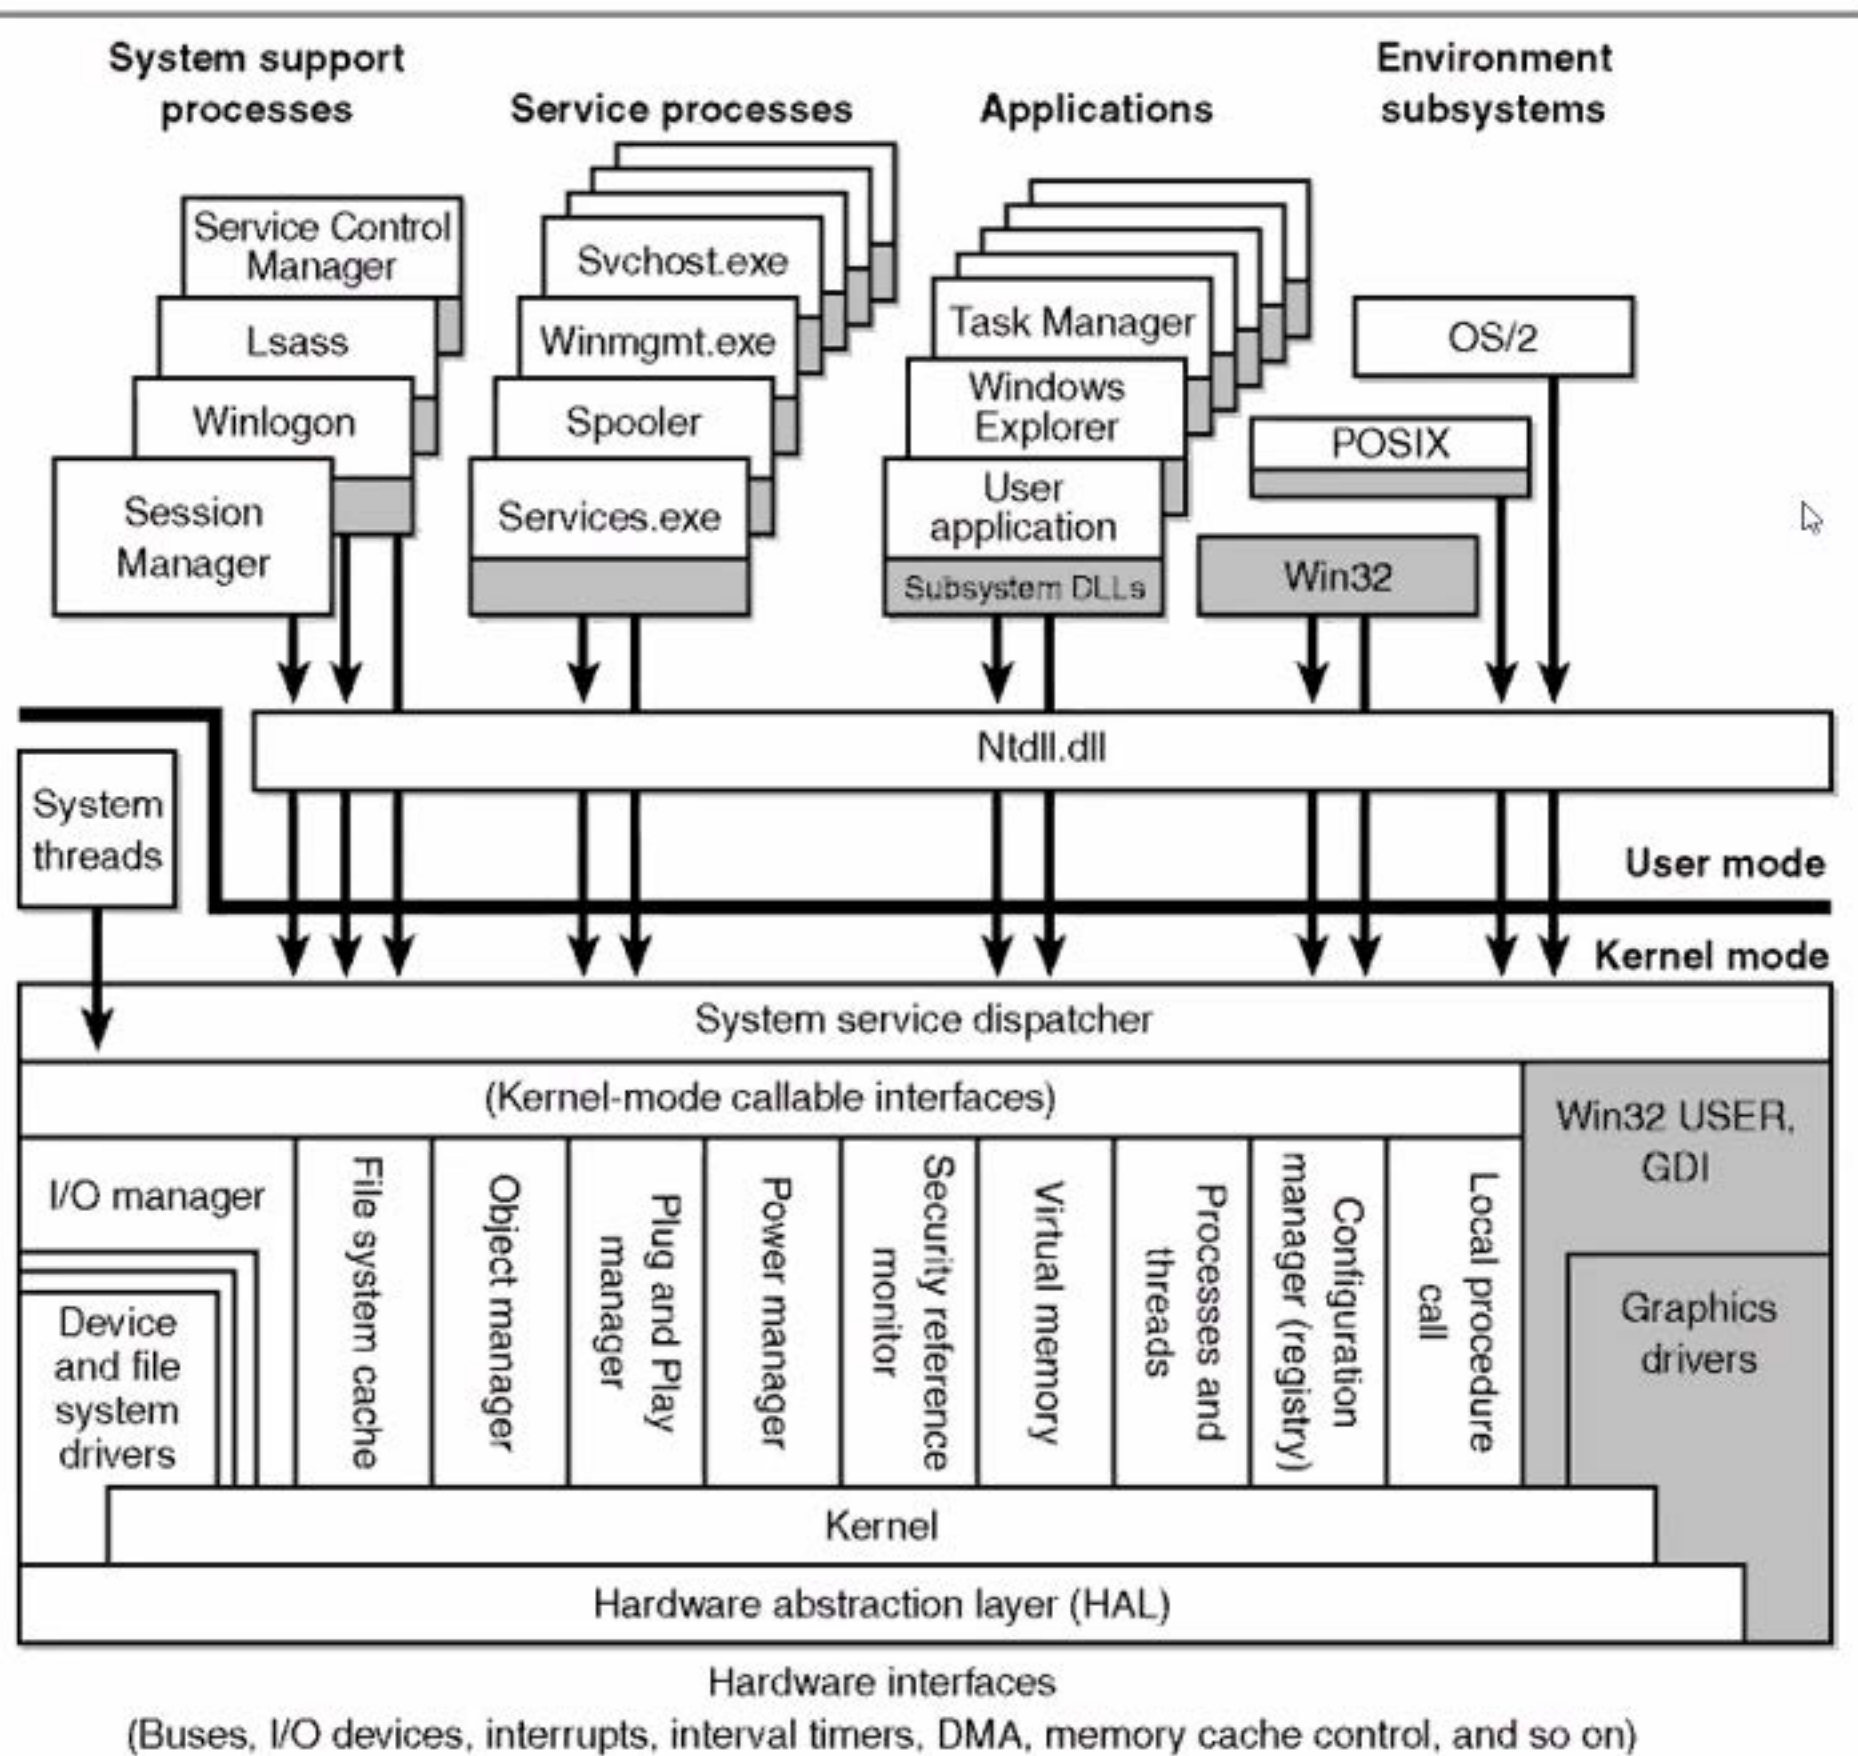 System support
processes
Service processes
Applications
Environment
subsystems
Service Control
Manager
Lsass
Winlogon
Session
Manager
Svchost.exe
Winmgmt.exe
Spooler
Services.exe
Task Manager
Windows
Explorer
User
application
Subsystem DLLs
OS/2
POSIX
Win32
Ntdll.dll
System
threads
User mode
Kernel mode
System service dispatcher
(Kernel-mode callable interfaces)
Win32 USER,
GDI
I/O manager
Device
and file
system
drivers
File system cache
Object manager
Plug and Play
manager
Power manager
Security reference
monitor
Virtual memory
Processes and
threads
Configuration
manager (registry)
Local procedure
call
Graphics
drivers
Kernel
Hardware abstraction layer (HAL)
Hardware interfaces
(Buses, I/O devices, interrupts, interval timers, DMA, memory cache control, and so on)